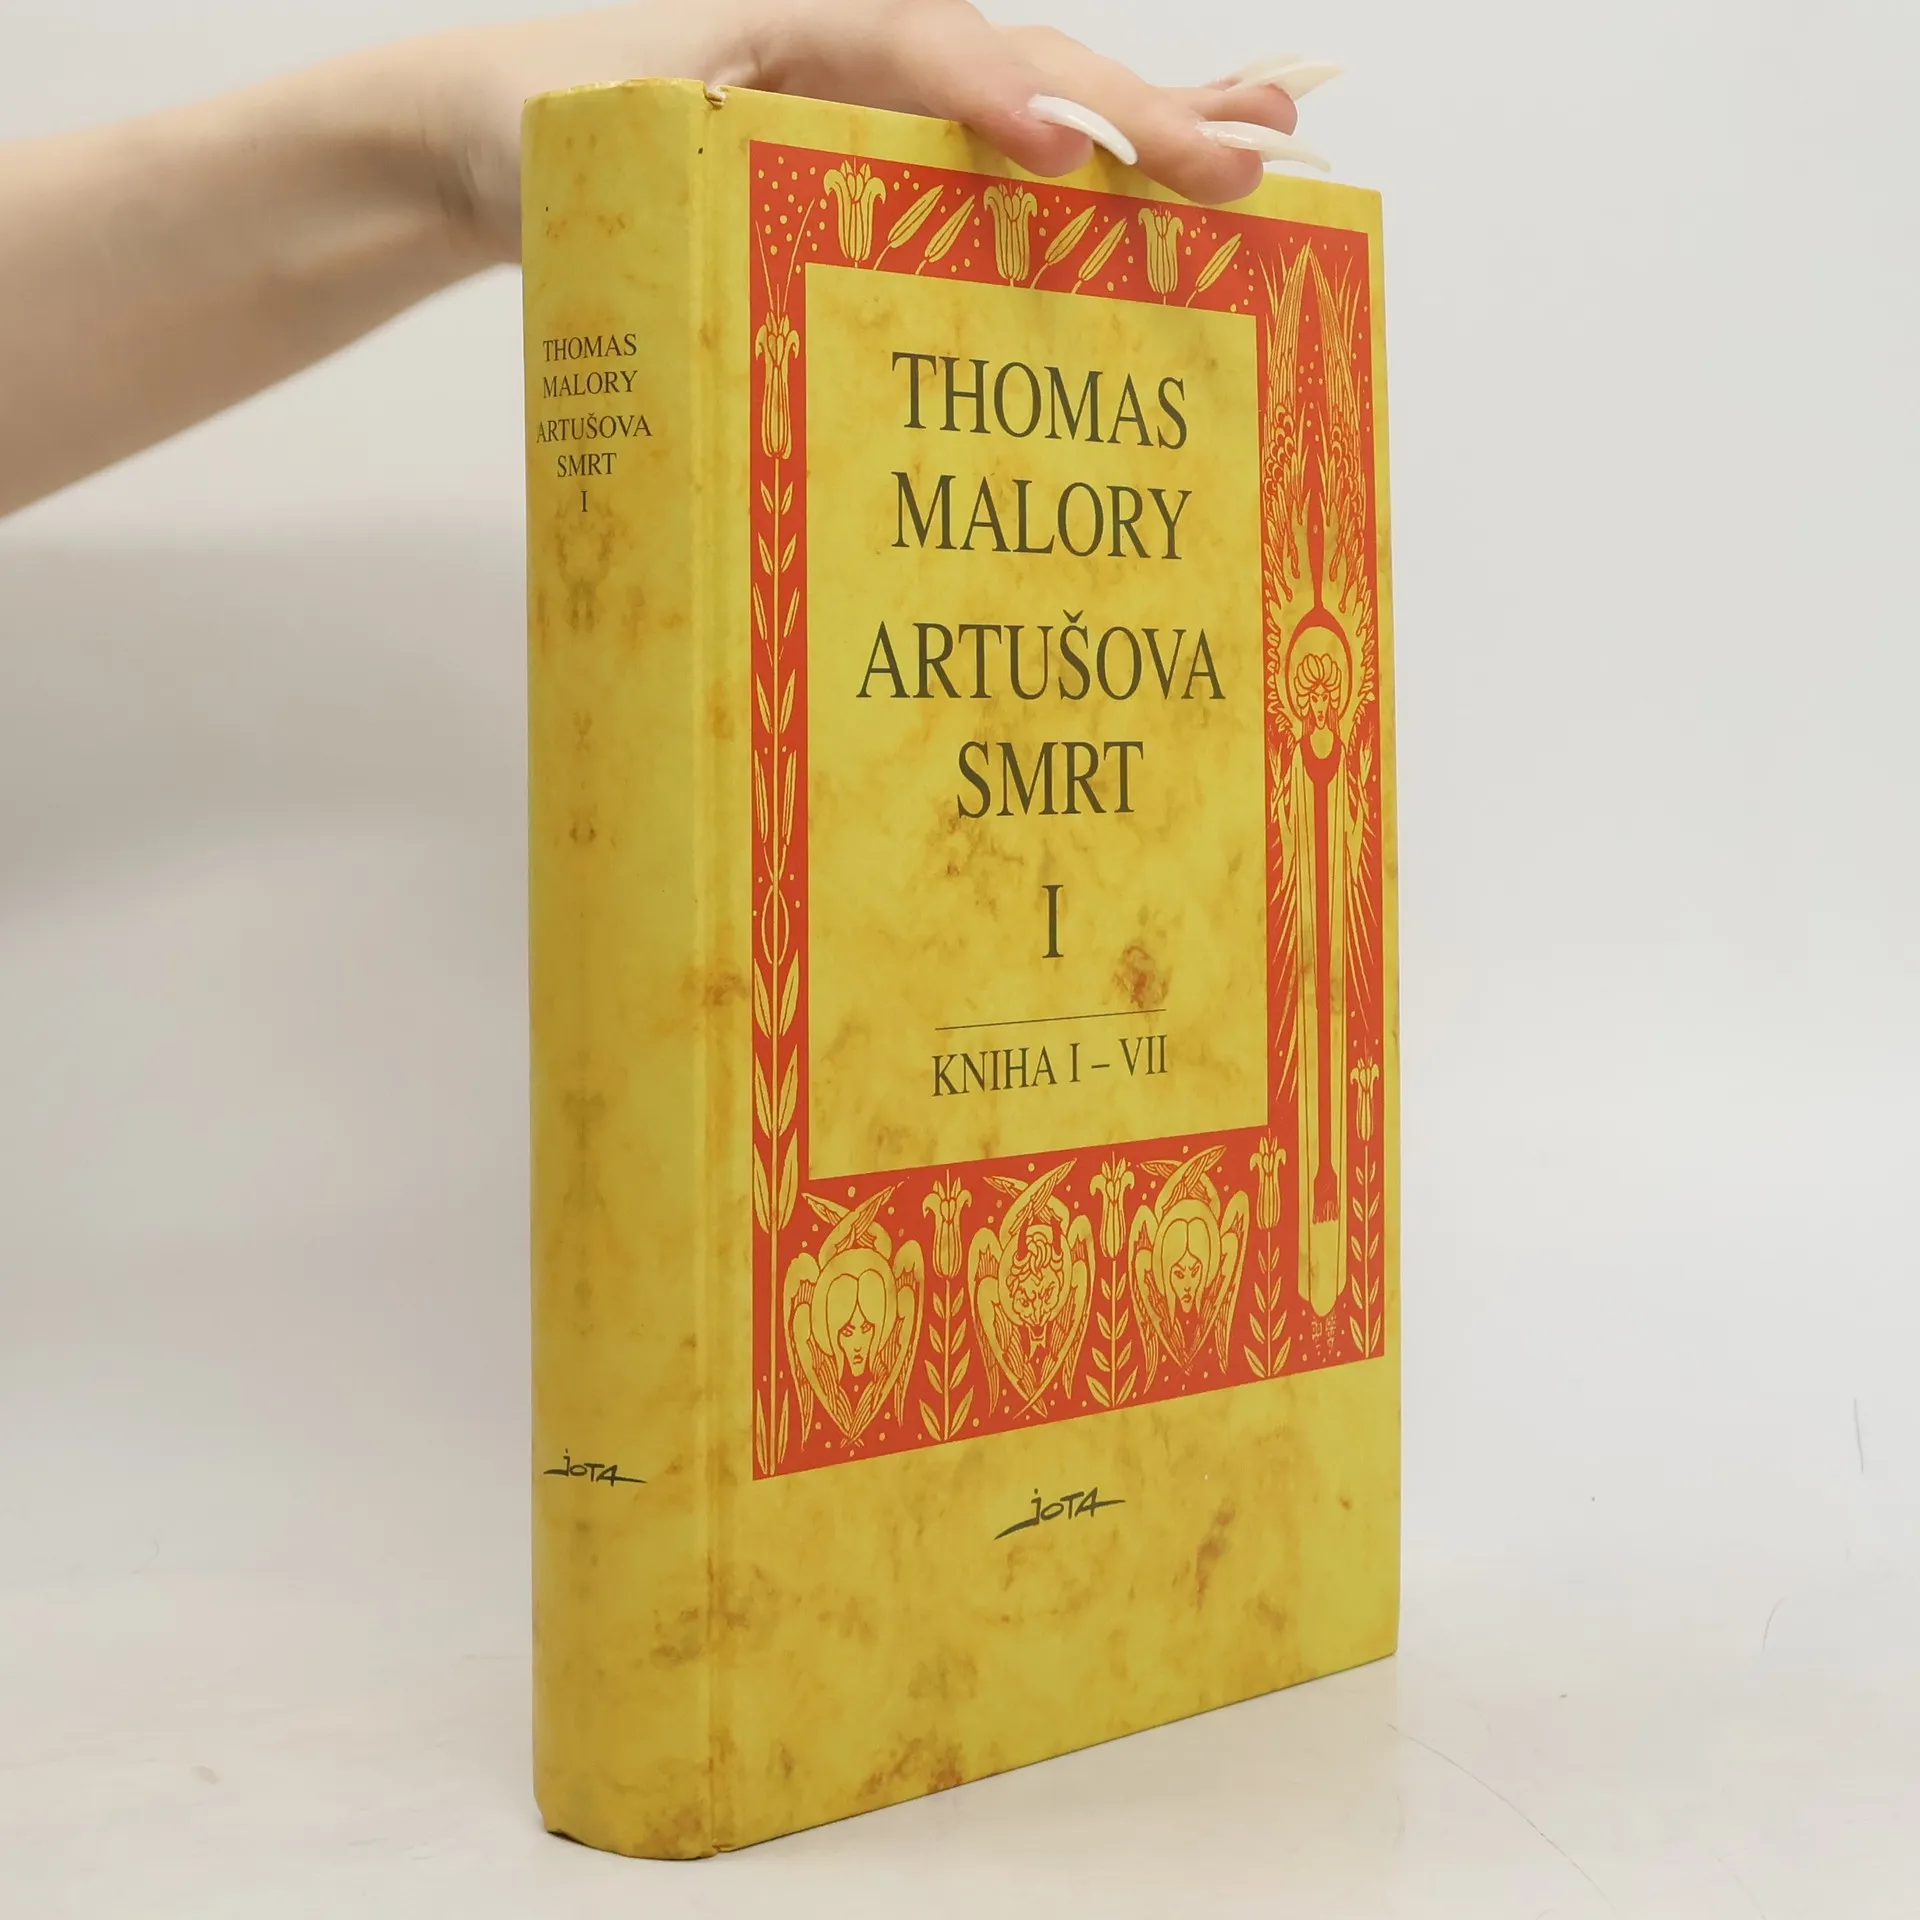 THOMAS
MALORY
ARTUŠOVA
SMRT
I
jOTA
THOMAS
MALORY
ARTUŠOVA
SMRT
I
KNIHA I – VII
jOTA